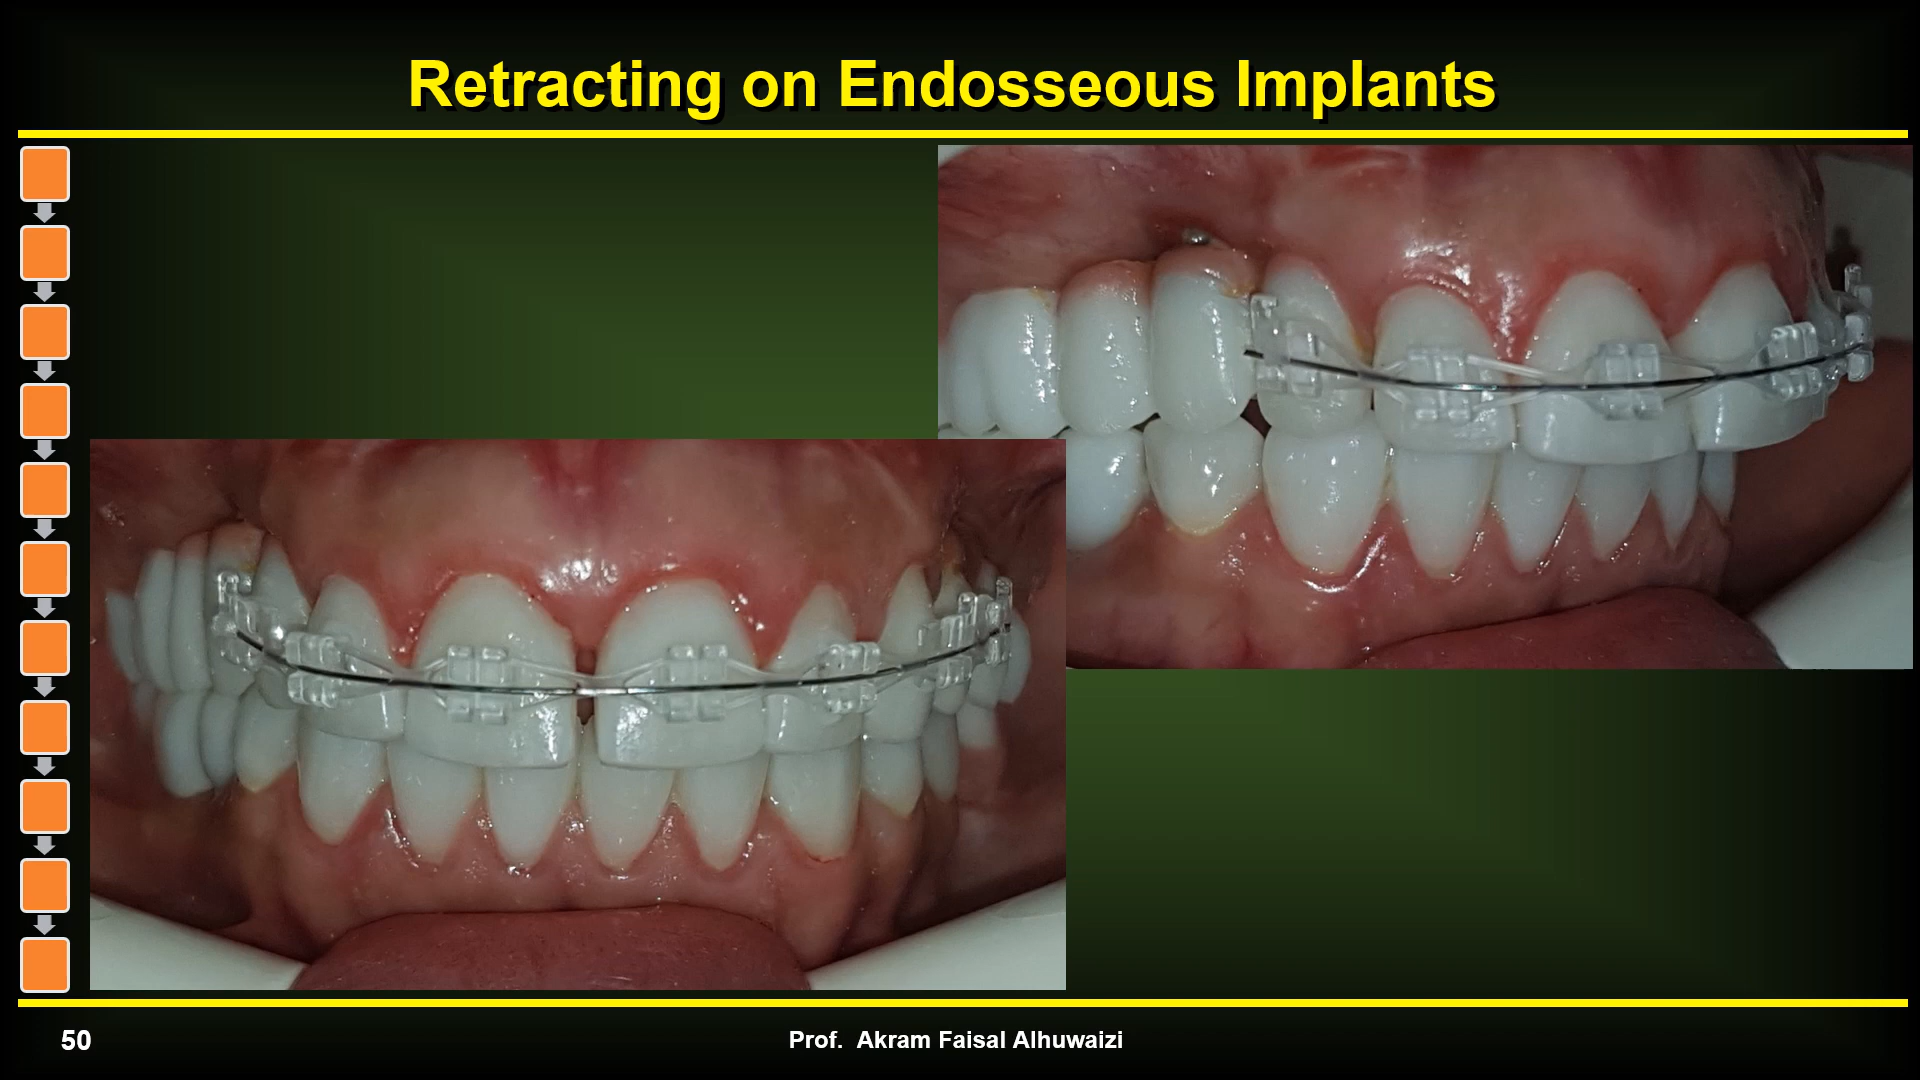 Retracting on Endosseous Implants
50
Prof.  Akram Faisal Alhuwaizi